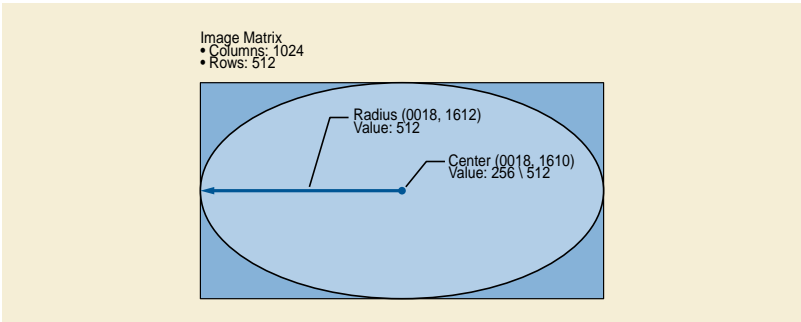 Image Matrix
• Columns: 1024
• Rows: 512
Radius (0018, 1612)
Value: 512
Center (0018, 1610)
Value: 256 \ 512